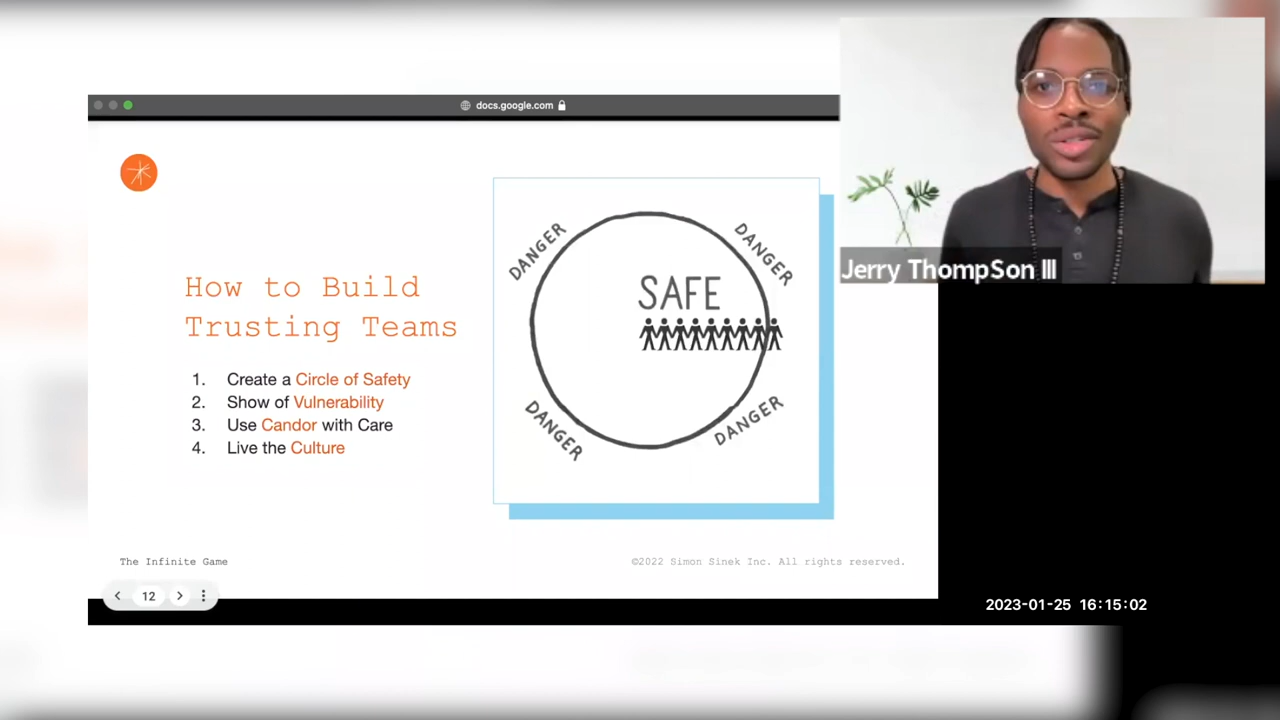 docs.google.com
How to Build
Trusting Teams
1. Create a Circle of Safety
2. Show of Vulnerability
3. Use Candor with Care
4. Live the Culture
DANGER
DANGER
SAFE
DANGER
DANGER
Jerry ThompSon III
The Infinite Game
©2022 Simon Sinek Inc. All rights reserved.
12
2023-01-25 16:15:02